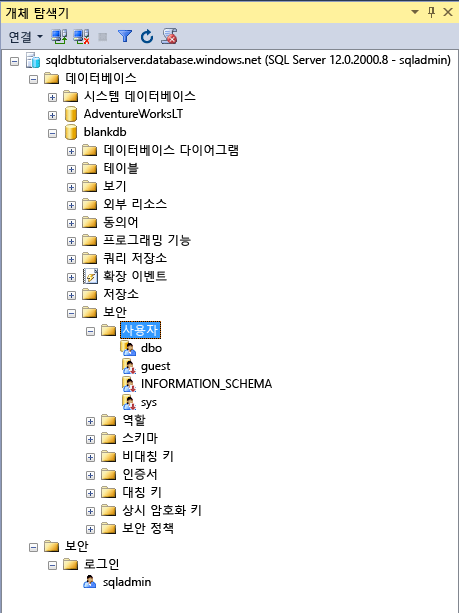 개체 탐색기
연결
sqldbtutorialserver.database.windows.net (SQL Server 12.0.2000.8 - sqladmin)
데이터베이스
시스템 데이터베이스
AdventureWorksLT
blankdb
데이터베이스 다이어그램
테이블
보기
외부 리소스
동의어
프로그래밍 기능
쿼리 저장소
확장 이벤트
저장소
보안
사용자
dbo
guest
INFORMATION_SCHEMA
sys
역할
스키마
비대칭 키
인증서
대칭 키
상시 암호화 키
보안 정책
보안
로그인
sqladmin